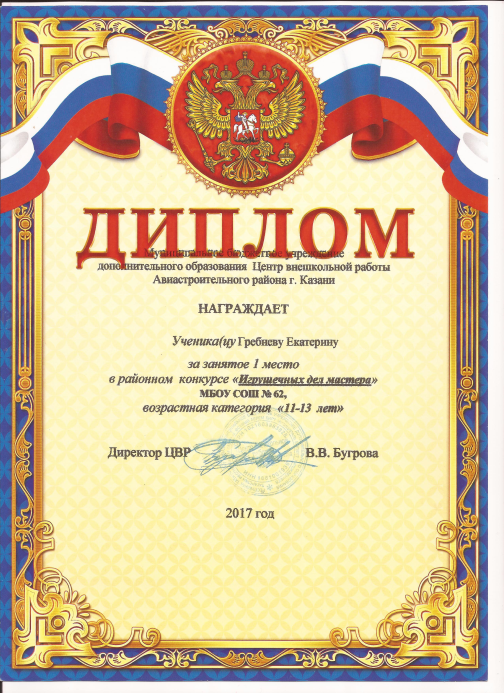 ДИПЛОМ
Муниципальное бюджетное учреждение
дополнительного образования Центр внешкольной работы
Авиастроительного района г. Казани
НАГРАЖДАЕТ
Ученика(цу Гребневу Екатерину
за занятое 1 место
в районном конкурсе «Игрушечных дел мастера»
МБОУ СОШ № 62,
возрастная категория «11-13 лет»
Директор ЦВР В.В. Бугрова
2017 год